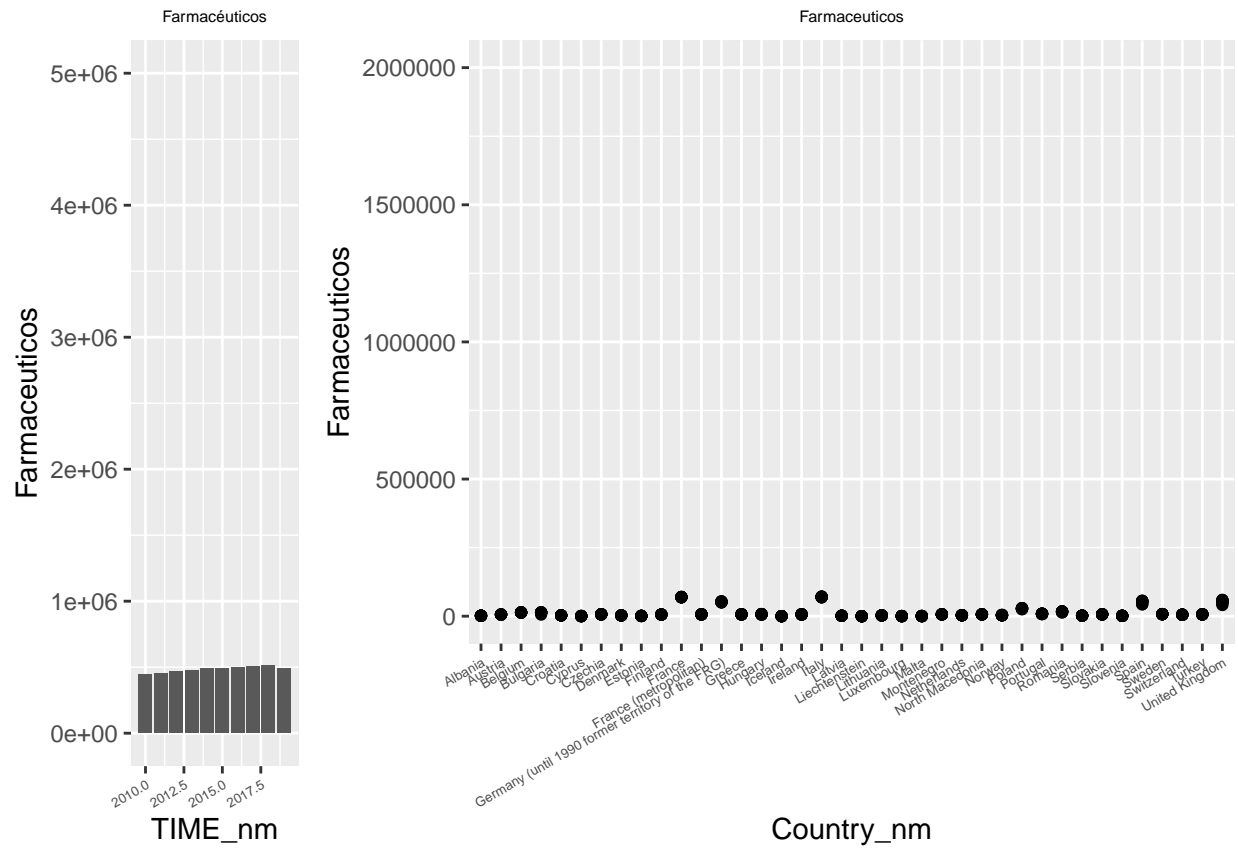 Farmacéuticos
5e+06
4e+06
3e+06
2e+06
1e+06
0e+00
Farmaceuticos
2010.0
2012.5
2015.0
2017.5
TIME_nm
Farmaceuticos
2000000
1500000
1000000
500000
0
Farmaceuticos
Albania
Austria
Belgium
Bulgaria
Croatia
Cyprus
Czechia
Denmark
Estonia
Finland
France
France (metropolitan)
Germany (until 1990 former territory of the FRG)
Greece
Hungary
Iceland
Ireland
Italy
Latvia
Liechtenstein
Lithuania
Luxembourg
Malta
Montenegro
Netherlands
North Macedonia
Norway
Poland
Portugal
Romania
Serbia
Slovakia
Slovenia
Spain
Sweden
Switzerland
Turkey
United Kingdom
Country_nm